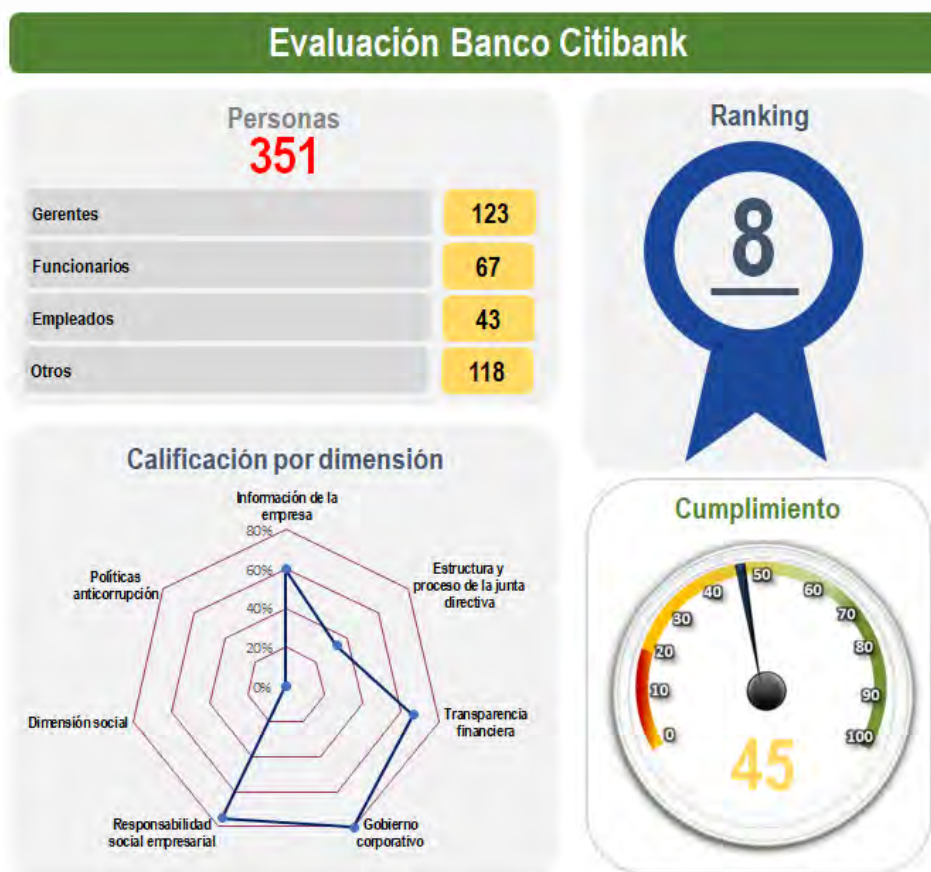 Evaluación Banco Citibank
Personas
351
Gerentes
123
Funcionarios
67
Empleados
43
Otros
118
Ranking
8
Calificación por dimensión
Información de la
empresa
80%
60%
40%
20%
0%
Estructura y
proceso de la junta
directiva
Transparencia
financiera
Gobierno
corporativo
Responsabilidad
social empresarial
Dimensión social
Políticas
anticorrupción
Cumplimiento
0
10
20
30
40
50
60
70
80
90
100
45